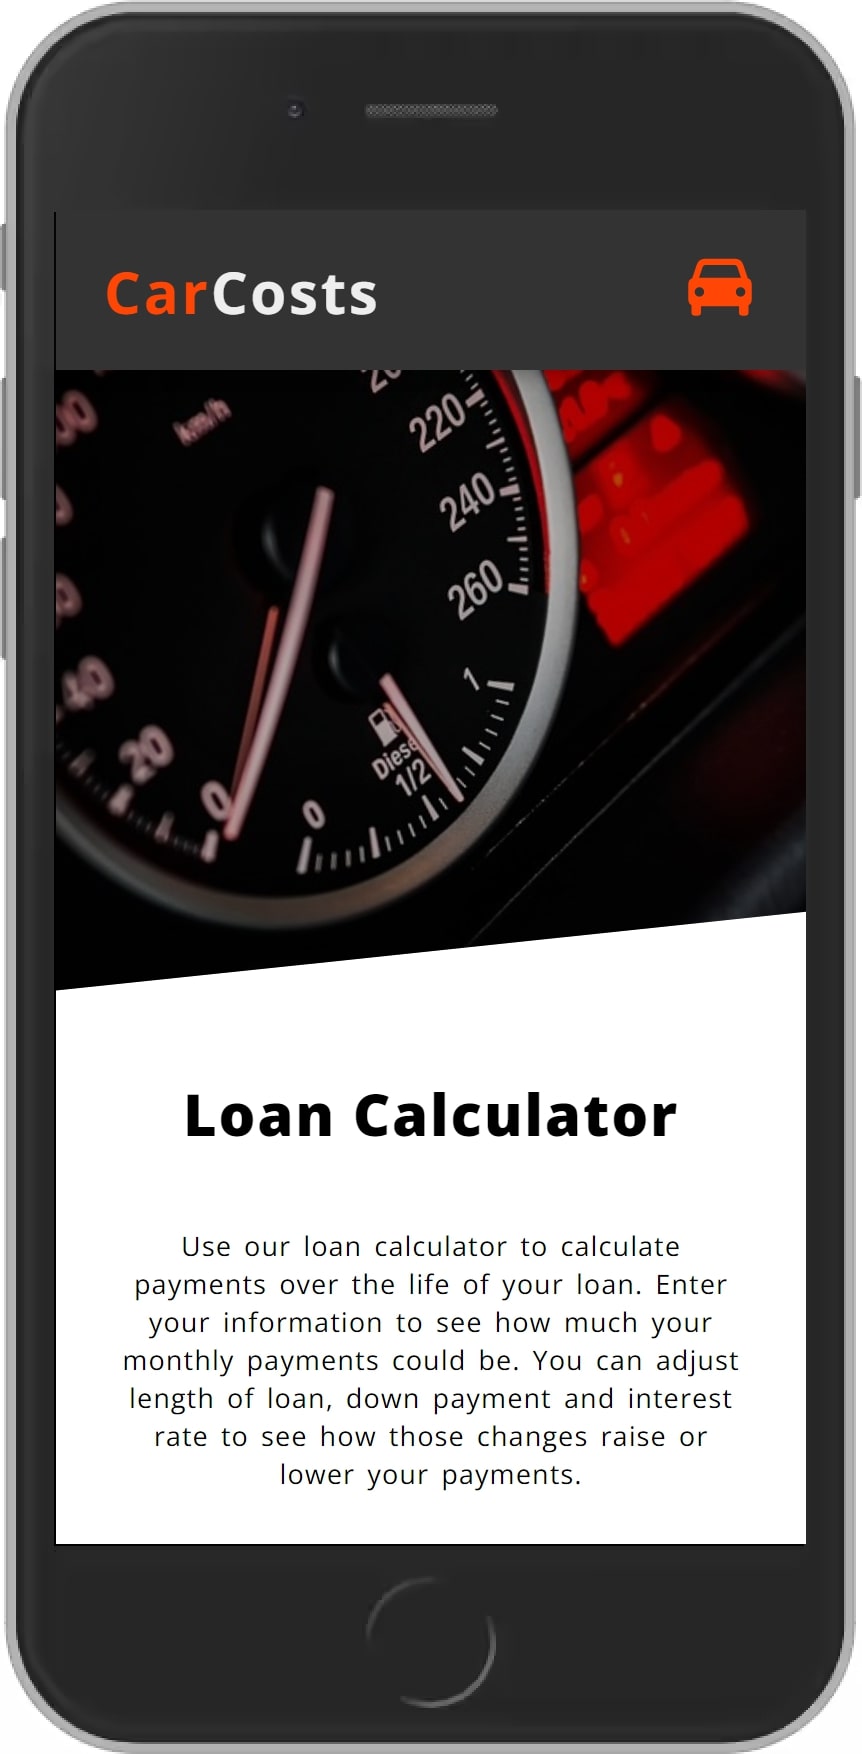 CarCosts
km/h
220
240
260
40
20
0
0
1
Diesel
1/2
Loan Calculator
Use our loan calculator to calculate
payments over the life of your loan. Enter
your information to see how much your
monthly payments could be. You can adjust
length of loan, down payment and interest
rate to see how those changes raise or
lower your payments.